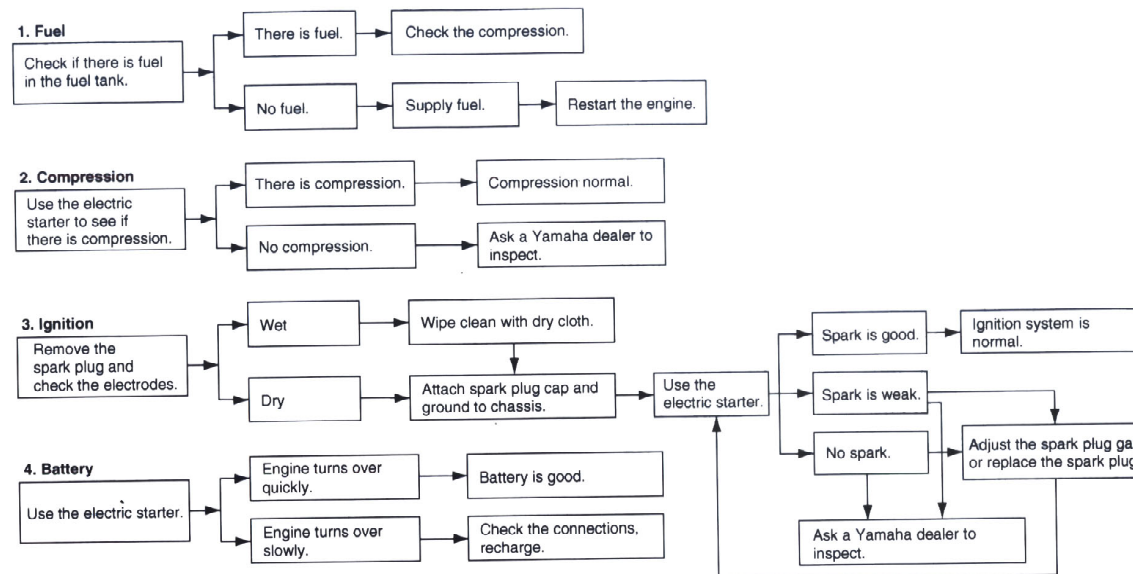 1. Fuel
Check if there is fuel
in the fuel tank.
There is fuel.
Check the compression.
No fuel.
Supply fuel.
Restart the engine.
2. Compression
Use the electric
starter to see if
there is compression.
There is compression.
Compression normal.
No compression.
Ask a Yamaha dealer to
inspect.
3. Ignition
Remove the
spark plug and
check the electrodes.
Wet
Wipe clean with dry cloth.
Dry
Attach spark plug cap and
ground to chassis.
Use the
electric starter.
Spark is good.
Ignition system is
normal.
Spark is weak.
No spark.
Adjust the spark plug ga
or replace the spark plug
Ask a Yamaha dealer to
inspect.
4. Battery
Use the electric starter.
Engine turns over
quickly.
Battery is good.
Engine turns over
slowly.
Check the connections,
recharge.